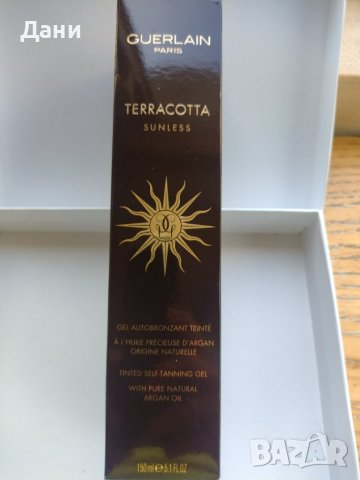 Дани
GUERLAIN
PARIS
TERRACOTTA
SUNLESS
GEL AUTOBRONZANT TEINTÉ
À L'HUILE PRÉCIEUSE D'ARGAN
ORIGINE NATURELLE
TINTED SELF-TANNING GEL
WITH PURE NATURAL
ARGAN OIL
150 ml e 5.1 FL.OZ
BAZAR